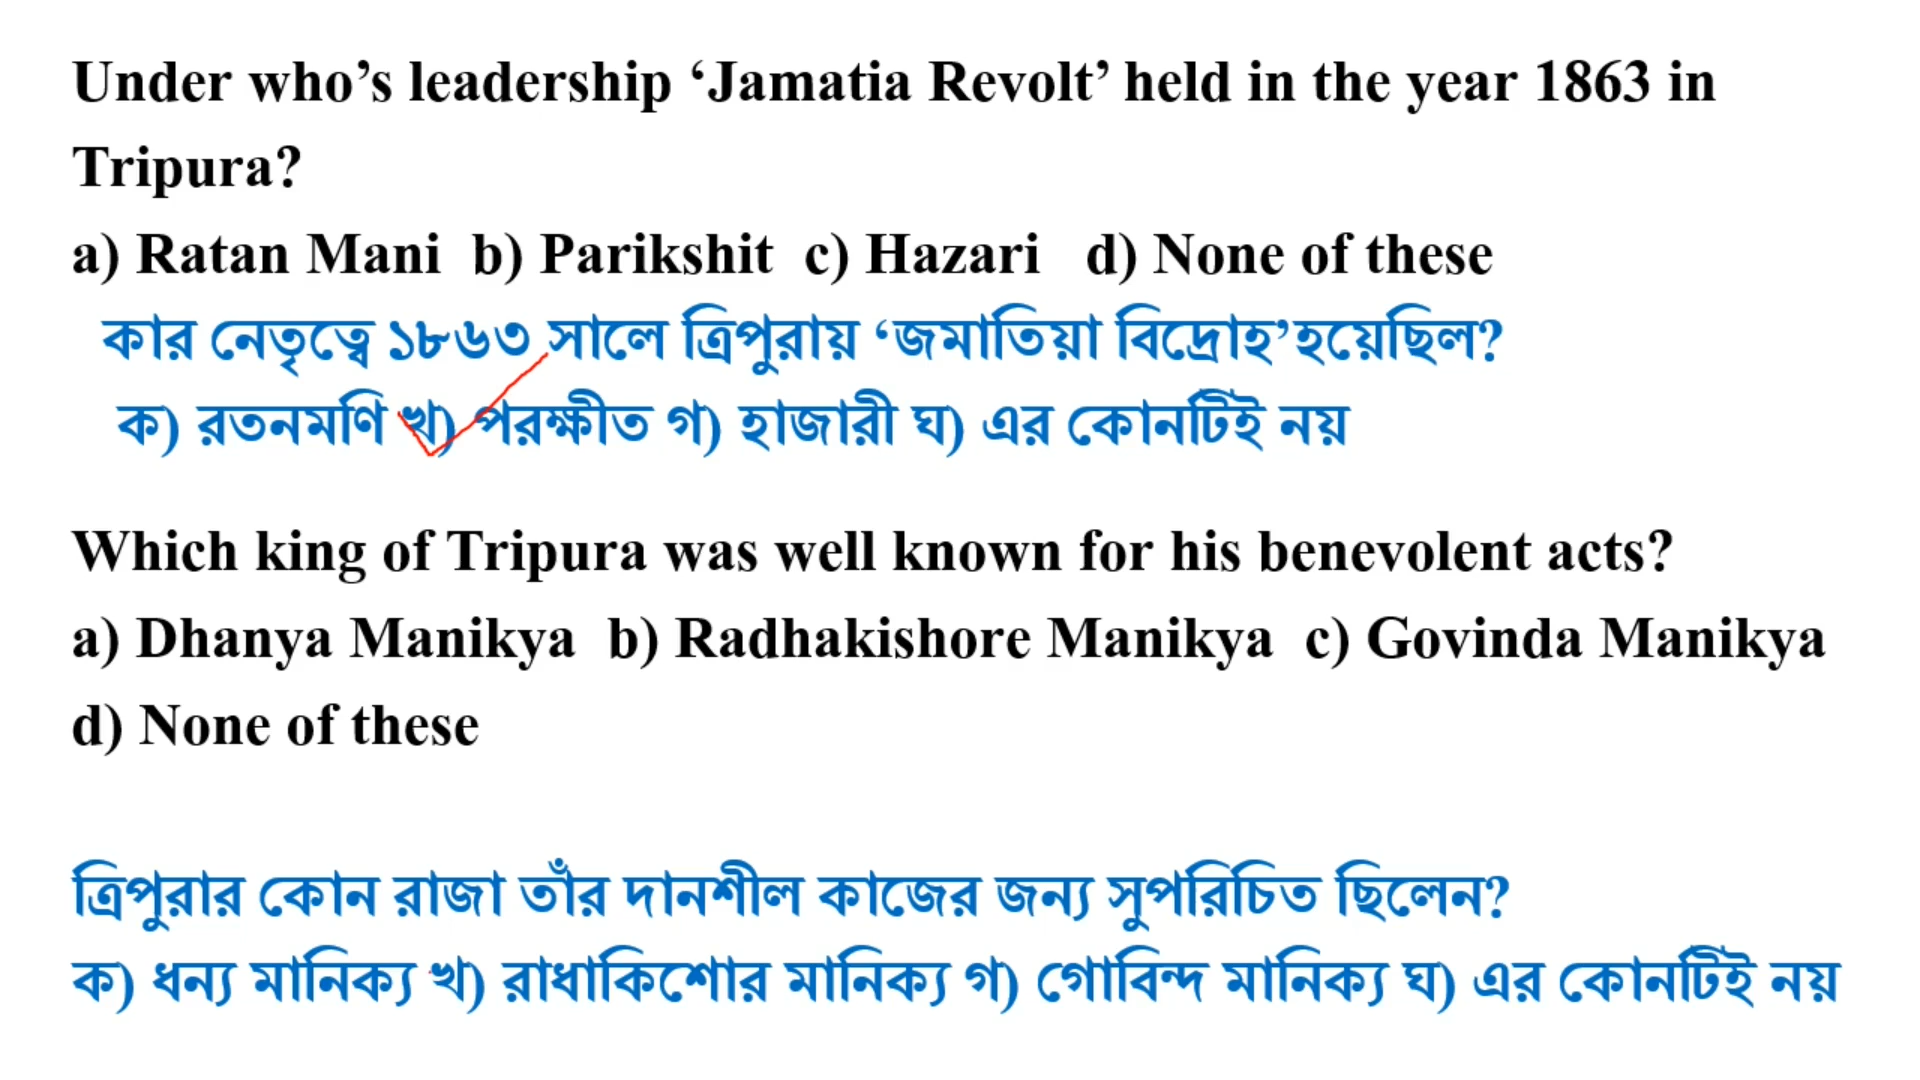 Under who’s leadership ‘Jamatia Revolt’ held in the year 1863 in
Tripura?
a) Ratan Mani b) Parikshit c) Hazari d) None of these
কার নেতৃত্বে ১৮৬৩ সালে ত্রিপুরায় ‘জমাতিয়া বিদ্রোহ’হয়েছিল?
ক) রতনমণি খ) পরক্ষীত গ) হাজারী ঘ) এর কোনটিই নয়
Which king of Tripura was well known for his benevolent acts?
a) Dhanya Manikya b) Radhakishore Manikya c) Govinda Manikya
d) None of these
ত্রিপুরার কোন রাজা তাঁর দানশীল কাজের জন্য সুপরিচিত ছিলেন?
ক) ধন্য মানিক্য খ) রাধাকিশোর মানিক্য গ) গোবিন্দ মানিক্য ঘ) এর কোনটিই নয়